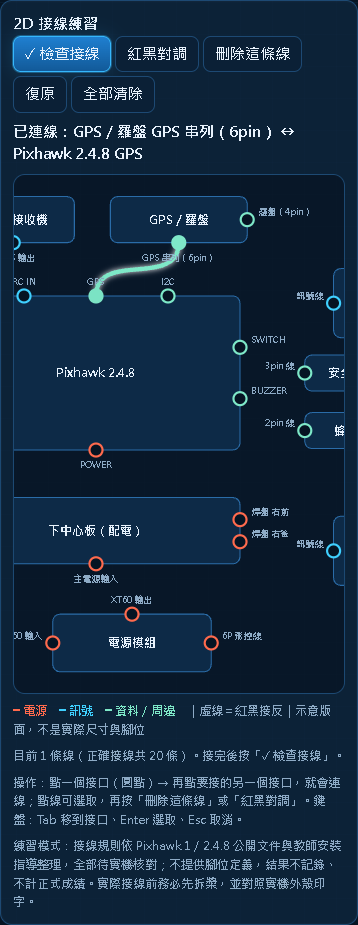 2D 接線練習
✓ 檢查接線
紅黑對調
刪除這條線
復原
全部清除
已連線：GPS / 羅盤 GPS 串列（6pin） ↔
Pixhawk 2.4.8 GPS
接收機
GPS / 羅盤
羅盤（4pin）
輸出
GPS 串列（6pin）
RC IN
GPS
I2C
訊號線
SWITCH
3pin 線
Pixhawk 2.4.8
BUZZER
2pin 線
POWER
焊盤 右前
下中心板（配電）
焊盤 右後
訊號線
主電源輸入
XT60 輸出
60 輸入
電源模組
6P 飛控線
電源
訊號
資料 / 周邊
｜虛線＝紅黑接反｜示意版
面，不是實際尺寸與腳位
目前 1 條線（正確接線共 20 條）。接完後按「✓ 檢查接線」。
操作：點一個接口（圓點）→ 再點要接的另一個接口，就會連
線；點線可選取，再按「刪除這條線」或「紅黑對調」。鍵
盤：Tab 移到接口、Enter 選取、Esc 取消。
練習模式：接線規則依 Pixhawk 1 / 2.4.8 公開文件與教師安裝
指導整理，全部待實機核對；不提供腳位定義，結果不記錄、
不計正式成績。實際接線前務必先拆槳，並對照實機外殼印
字。